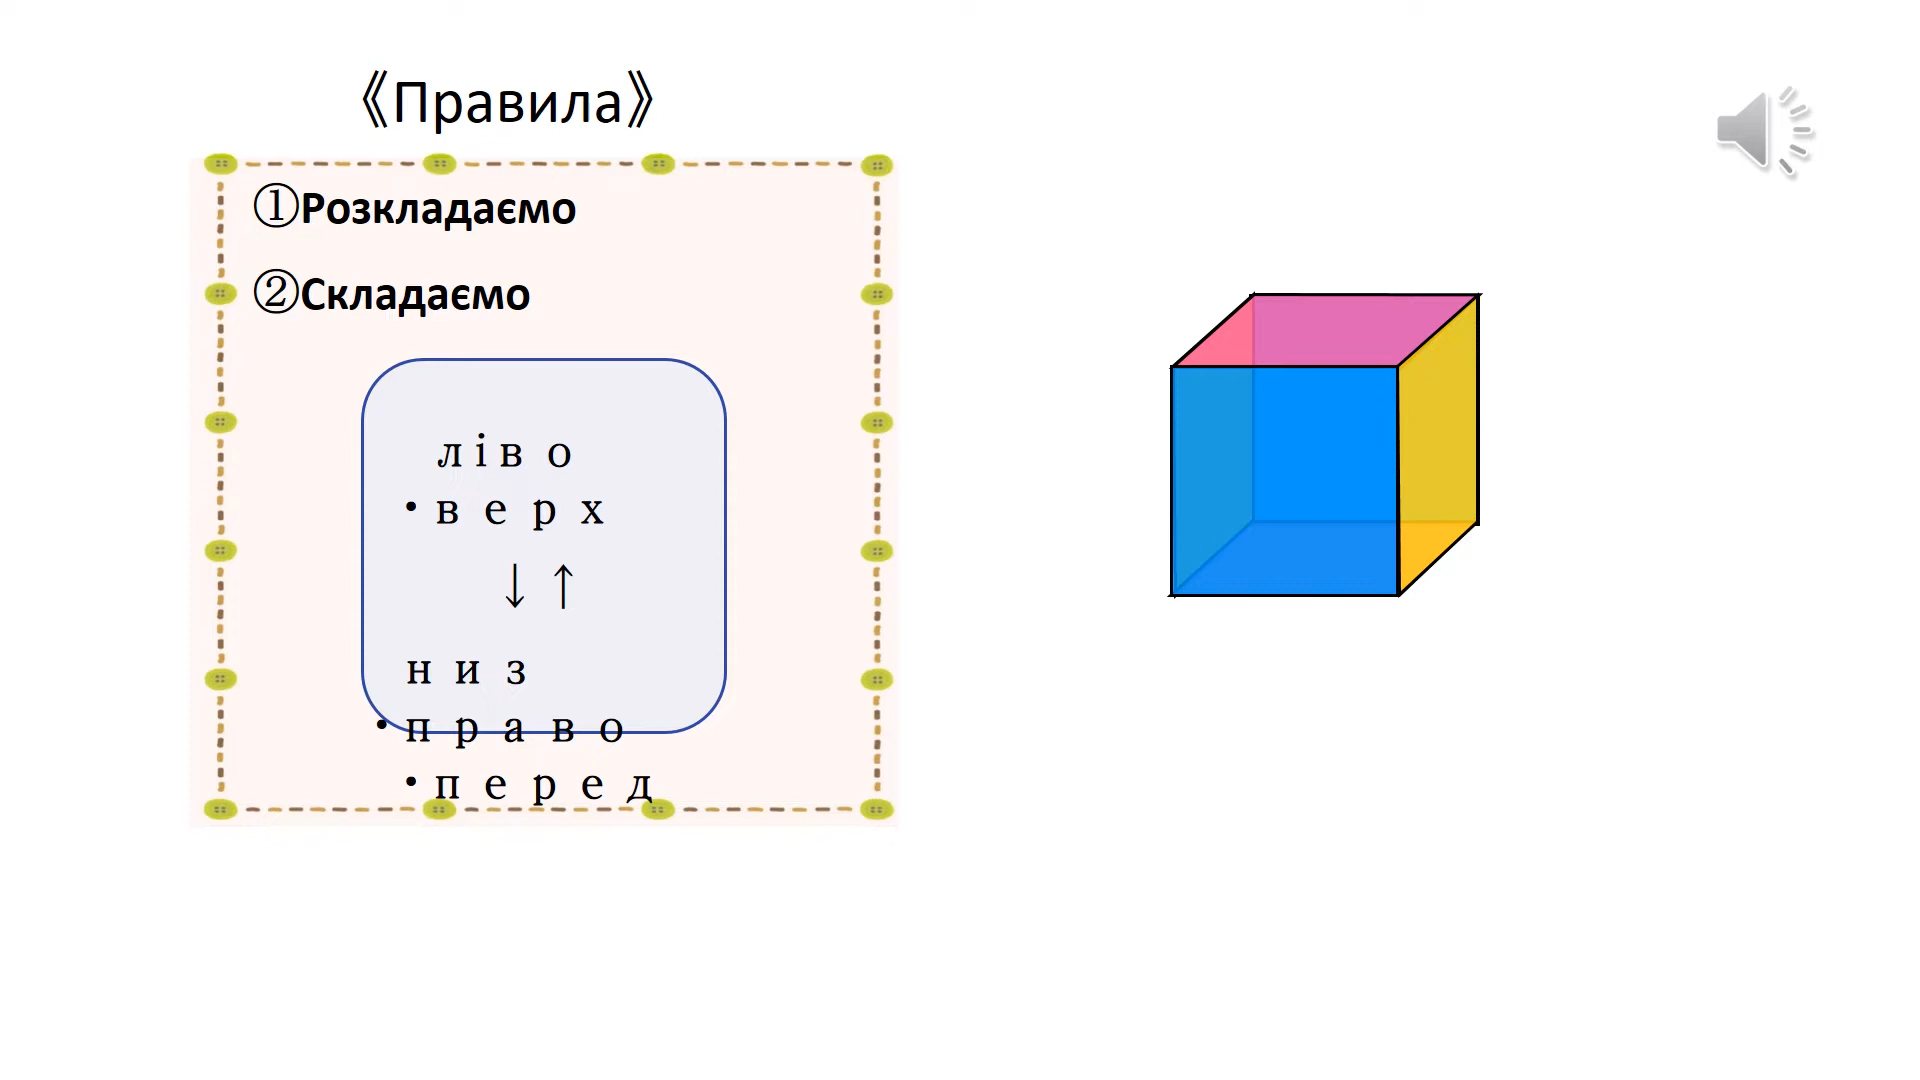 《Правила》
①Розкладаємо
②Складаємо
ліво
•верх
↓↑
низ
•право
•перед